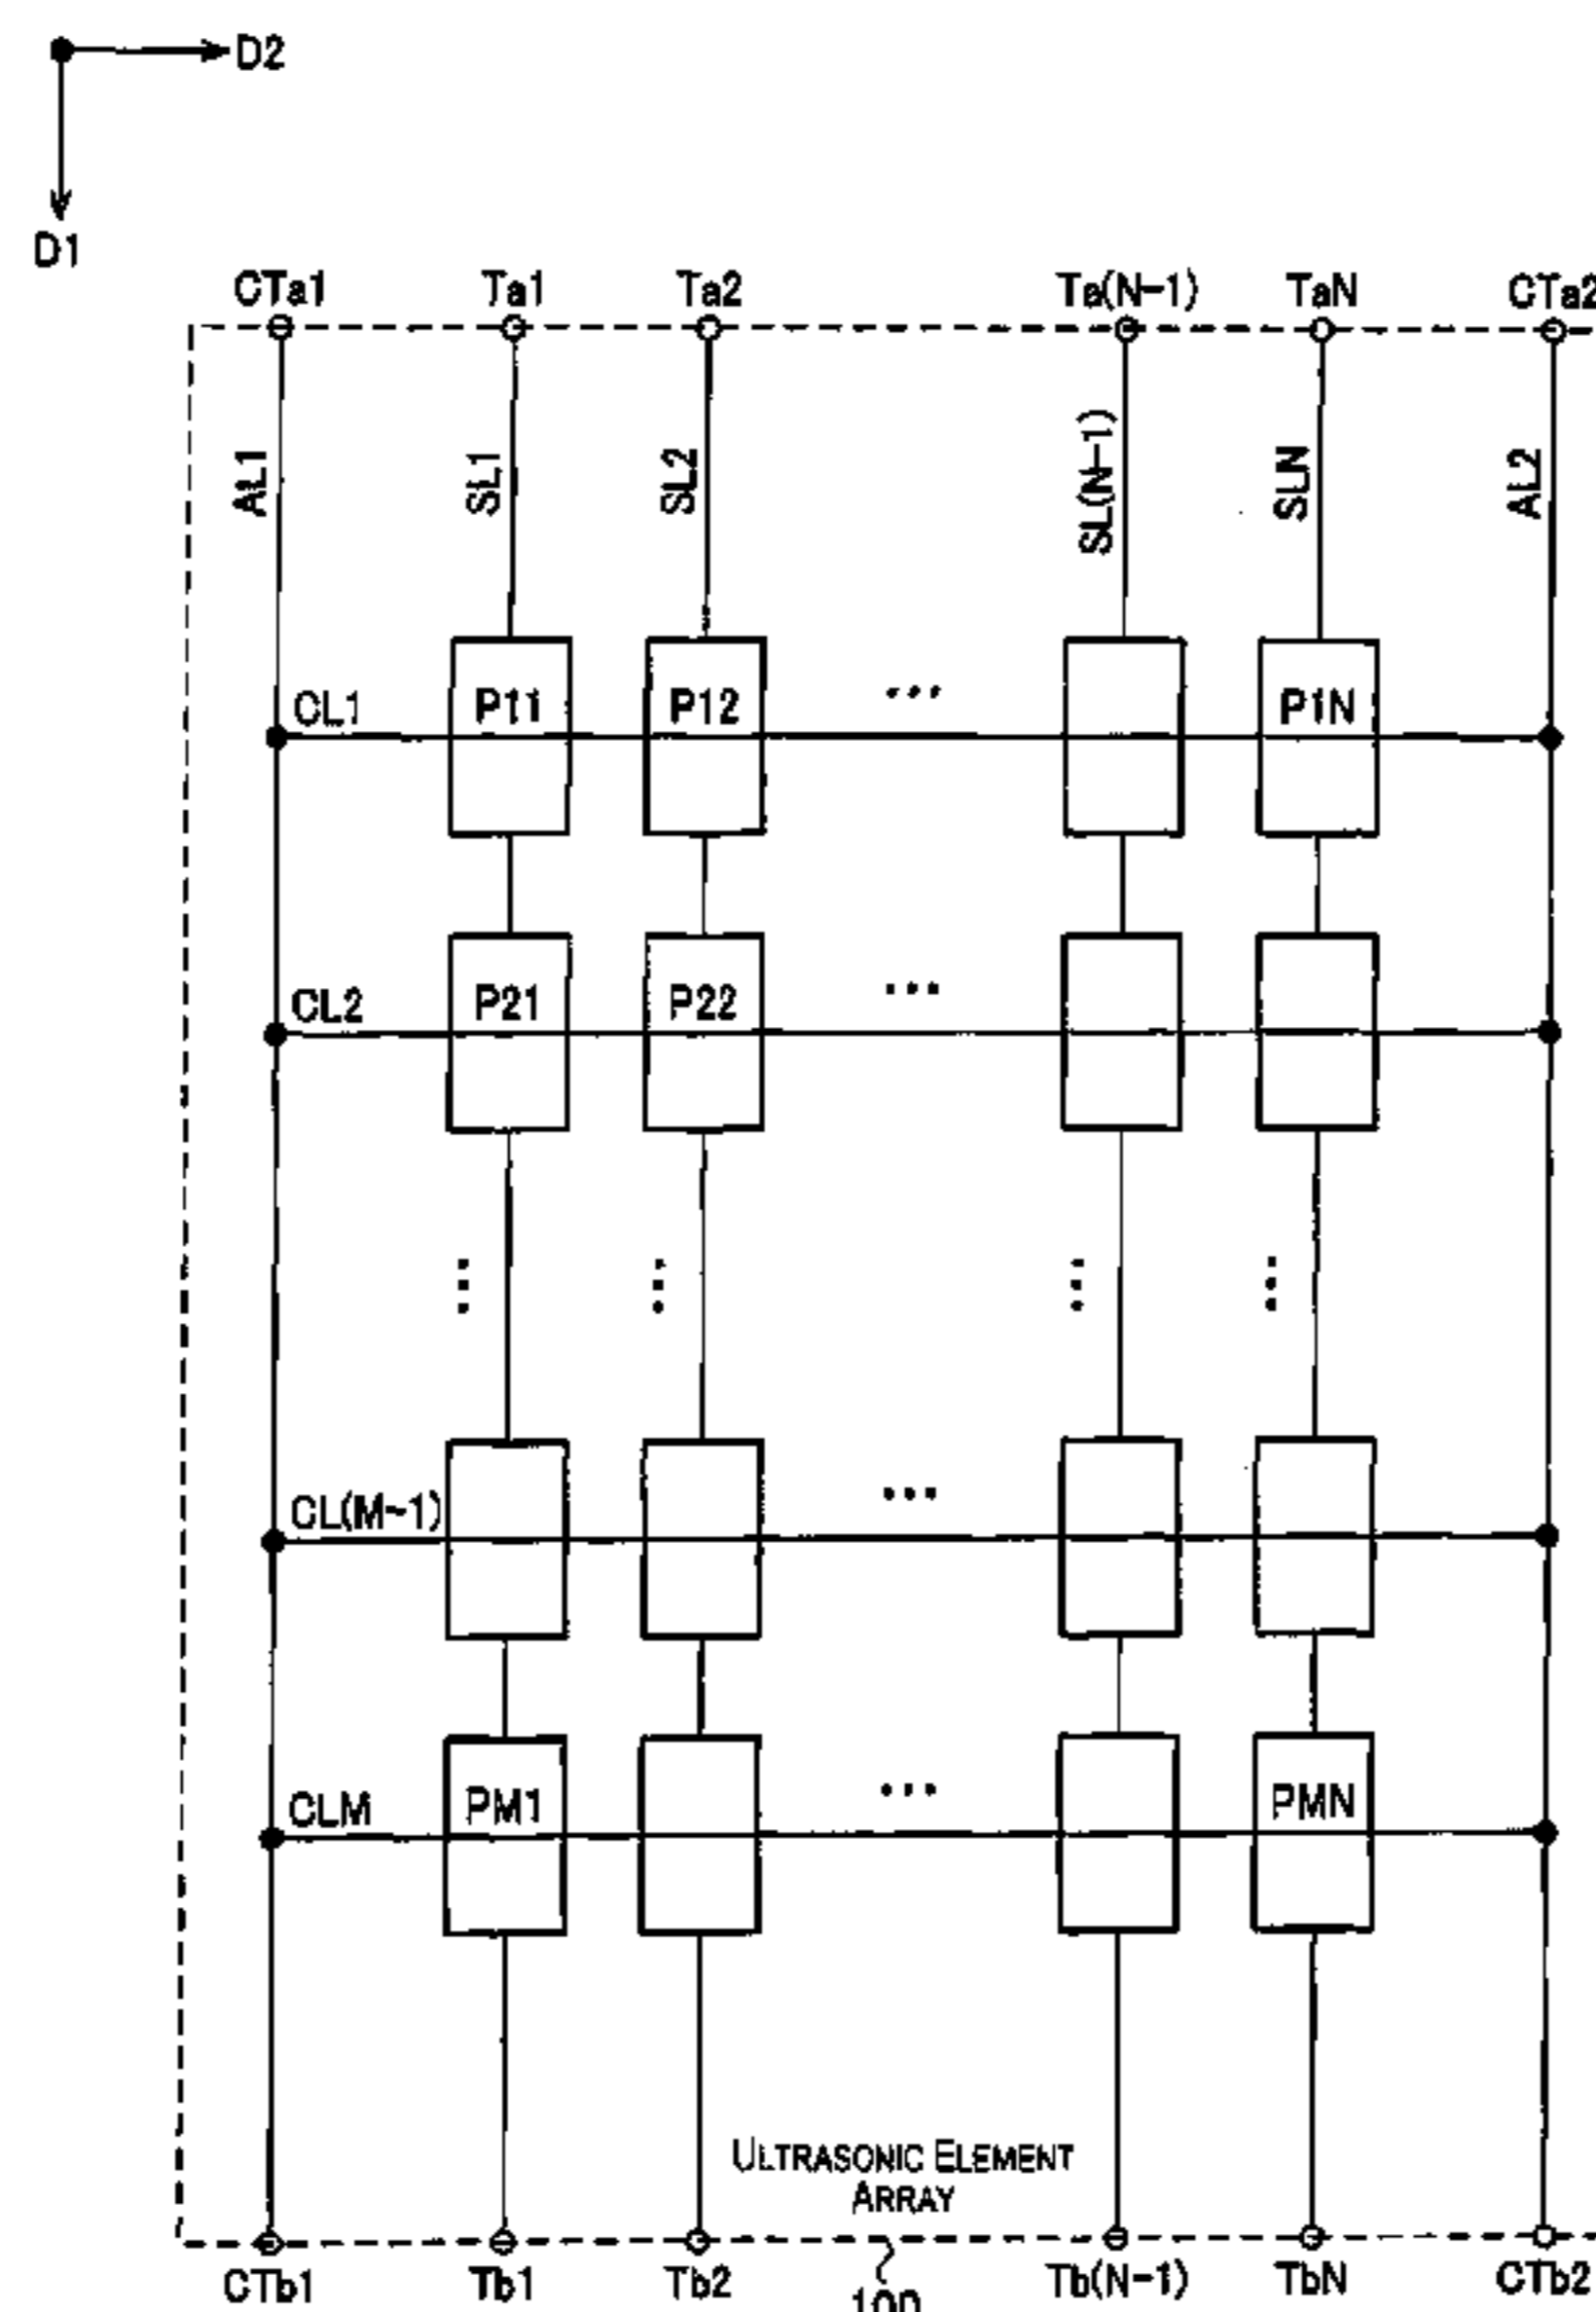 D2
D1
CTa1 Ta1 Ta2 Ta(N-1) TaN CTa2
AL1 SL1 SL2 SL(N-1) SLN AL2
CL1 P11 P12 ... P1N
CL2 P21 P22 ...
... ... ... ...
CL(M-1) ...
CLM PM1 ... PMN
ULTRASONIC ELEMENT
ARRAY
CTb1 Tb1 Tb2 Tb(N-1) TbN CTb2
100